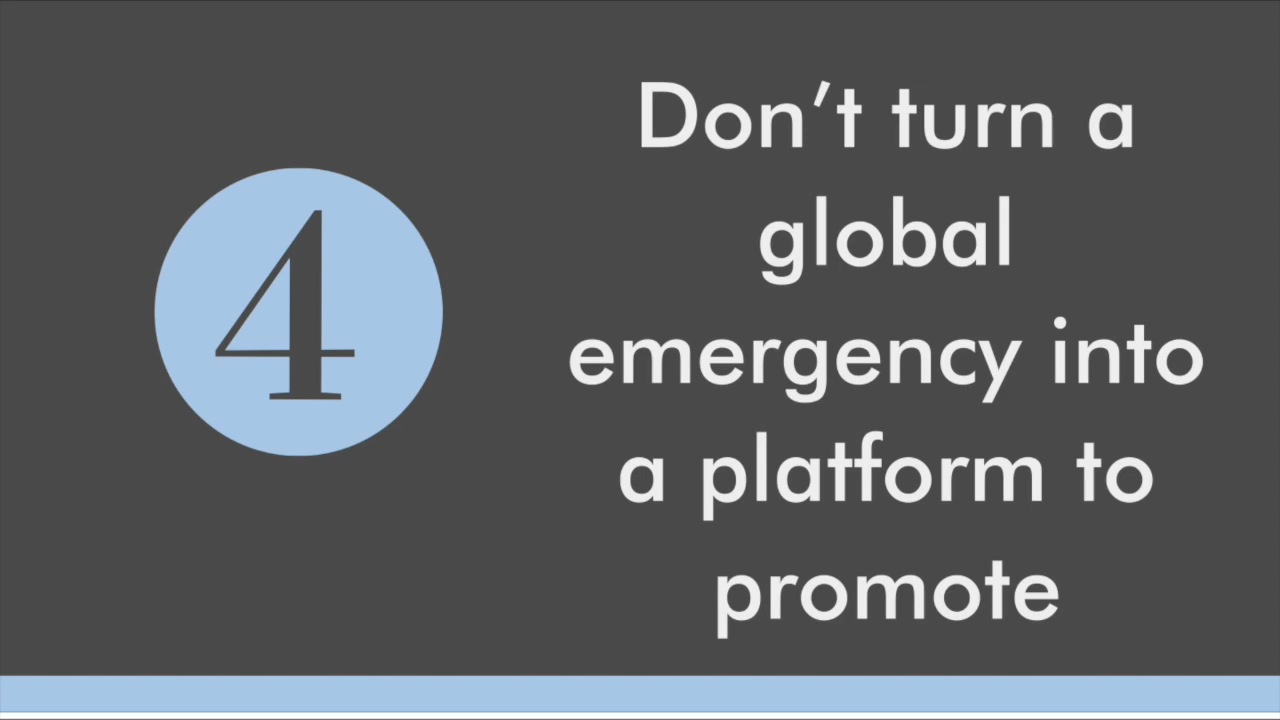 4
Don’t turn a
global
emergency into
a platform to
promote